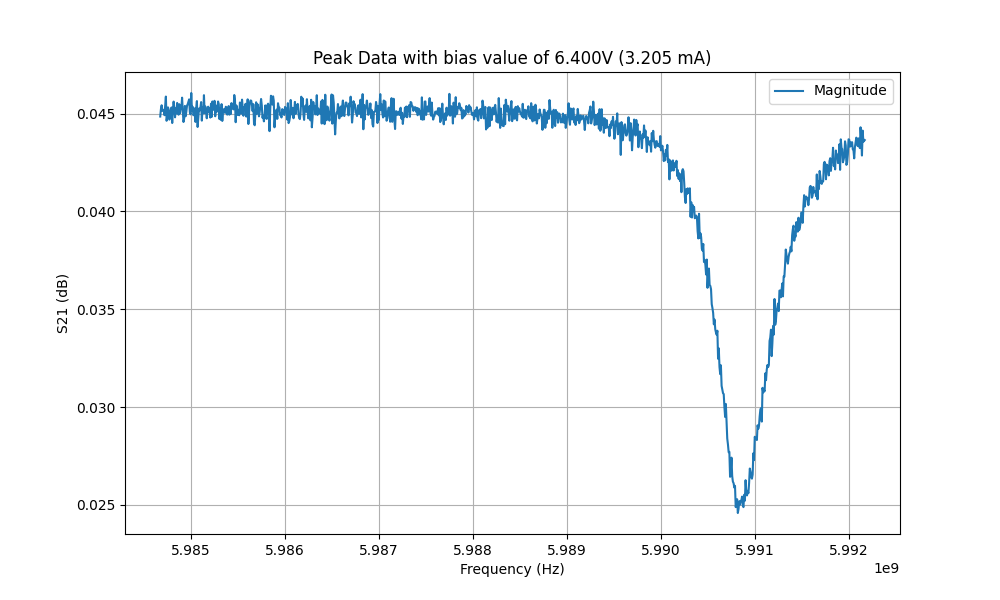 Peak Data with bias value of 6.400V (3.205 mA)
Magnitude
0.045
0.040
0.035
0.030
0.025
S21 (dB)
5.985 5.986 5.987 5.988 5.989 5.990 5.991 5.992
1e9
Frequency (Hz)